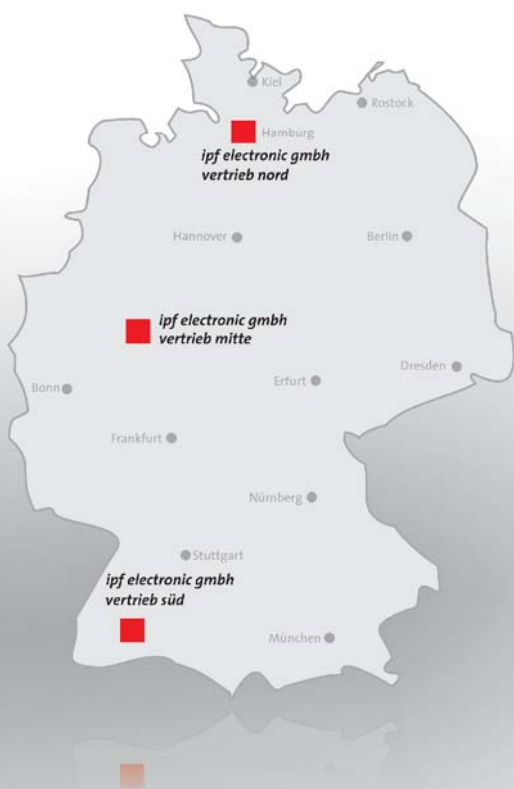 Kiel
Rostock
Hamburg
ipf electronic gmbh
vertrieb nord
Hannover
Berlin
ipf electronic gmbh
vertrieb mitte
Dresden
Erfurt
Bonn
Frankfurt
Nürnberg
Stuttgart
ipf electronic gmbh
vertrieb süd
München